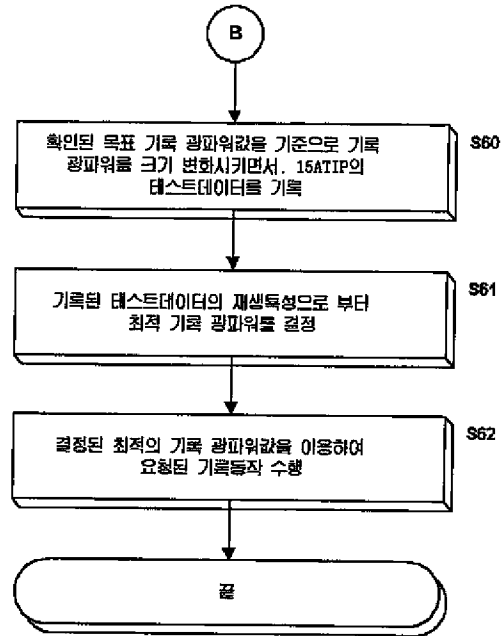 B
확인된 목표 기록 광파워값을 기준으로 기록
광파워를 크기 변화시키면서, 15ATIP의
테스트데이터를 기록
S60
기록된 테스트데이터의 재생특성으로 부터
최적 기록 광파워를 결정
S61
결정된 최적의 기록 광파워값을 이용하여
요청된 기록동작 수행
S62
끝